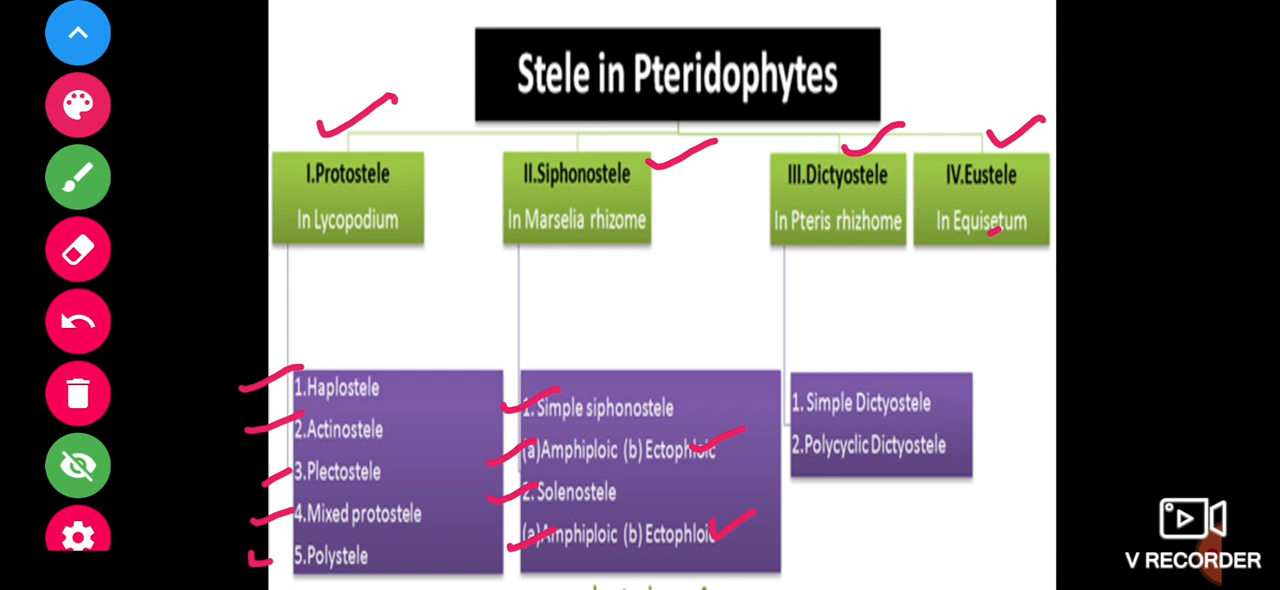 Stele in Pteridophytes
I.Protostele
In Lycopodium
II.Siphonostele
In Marselia rhizome
III.Dictyostele
In Pteris rhizhome
IV.Eustele
In Equisetum
1.Haplostele
2.Actinostele
3.Plectostele
4.Mixed protostele
5.Polystele
1. Simple siphonostele
(a)Amphiploic (b) Ectophloic
2. Solenostele
(a)Amphiploic (b) Ectophloic
1. Simple Dictyostele
2.Polycyclic Dictyostele
V RECORDER